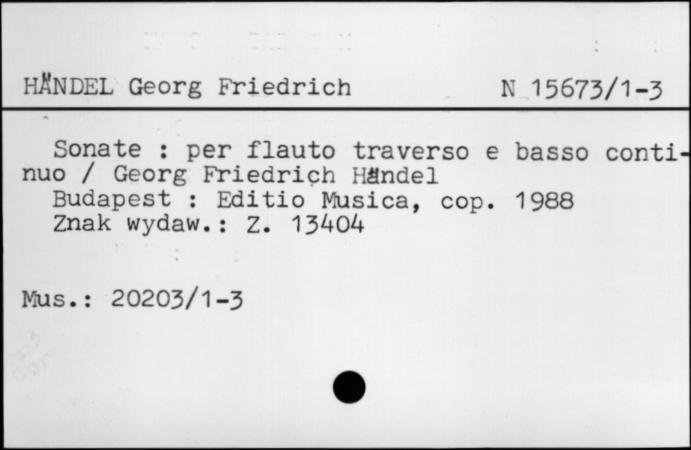 HÄNDEL Georg Friedrich N 15673/1-3
Sonate : per flauto traverso e basso conti-
nuo / Georg Friedrich Händel
Budapest : Editio Musica, cop. 1988
Znak wydaw.: Z. 13404
Mus.: 20203/1-3